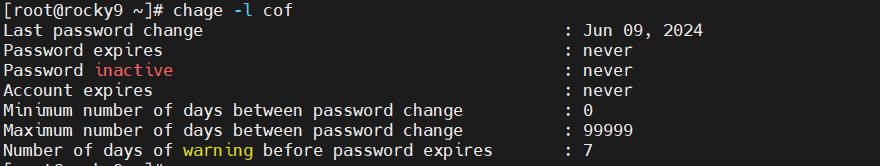 [root@rocky9 ~]# chage -l cof
Last password change : Jun 09, 2024
Password expires : never
Password inactive : never
Account expires : never
Minimum number of days between password change : 0
Maximum number of days between password change : 99999
Number of days of warning before password expires : 7